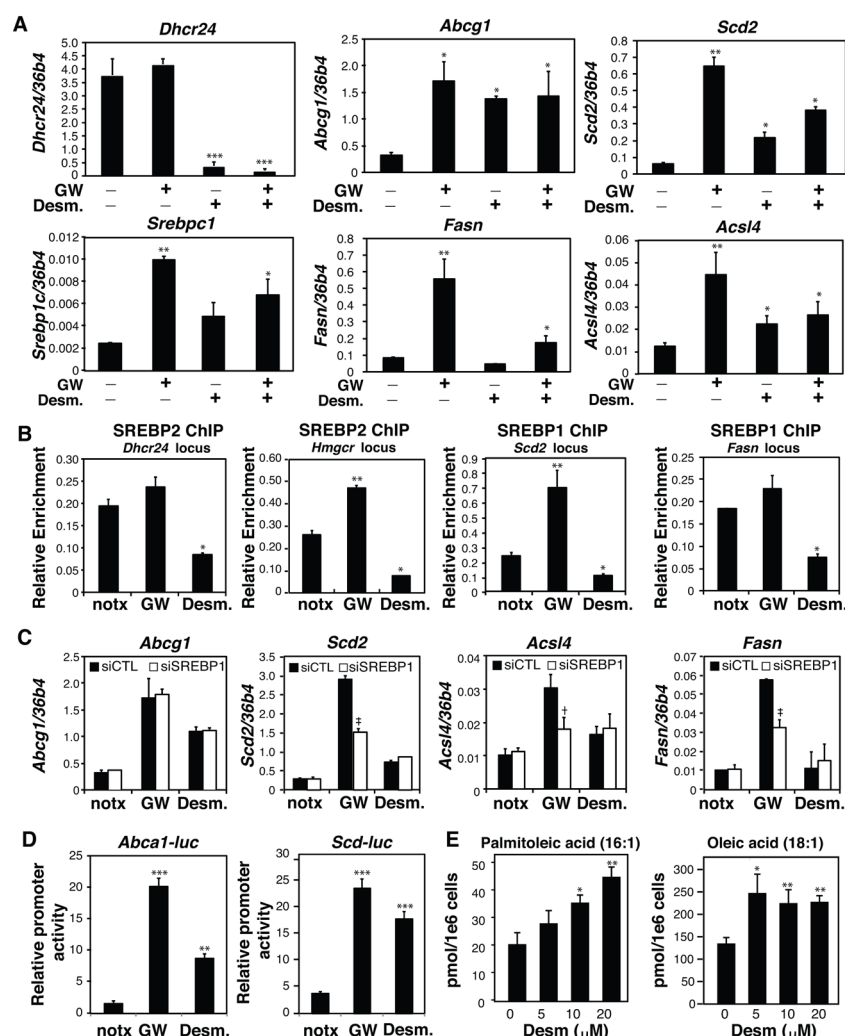 A
Dhcr24
Dhcr24/36b4
5.0
4.5
4.0
3.5
3.0
2.5
2.0
1.5
1.0
0.5
0
*** ***
GW − + − +
Desm. − − + +
Abcg1
Abcg1/36b4
2.5
2.0
1.5
1.0
0.5
0
* * *
GW − + − +
Desm. − − + +
Scd2
Scd2/36b4
0.8
0.7
0.6
0.5
0.4
0.3
0.2
0.1
0
** * *
GW − + − +
Desm. − − + +
Srebpc1
Srebp1c/36b4
0.012
0.010
0.008
0.006
0.004
0.002
0
** *
GW − + − +
Desm. − − + +
Fasn
Fasn/36b4
0.8
0.7
0.6
0.5
0.4
0.3
0.2
0.1
0
** *
GW − + − +
Desm. − − + +
Acsl4
Acsl4/36b4
0.06
0.05
0.04
0.03
0.02
0.01
0
** * *
GW − + − +
Desm. − − + +
B
SREBP2 ChIP
Dhcr24 locus
Relative Enrichment
0.30
0.25
0.20
0.15
0.10
0.05
0.00
*
notx GW Desm.
SREBP2 ChIP
Hmgcr locus
Relative Enrichment
0.60
0.50
0.40
0.30
0.20
0.10
0.00
** *
notx GW Desm.
SREBP1 ChIP
Scd2 locus
Relative Enrichment
0.9
0.8
0.7
0.6
0.5
0.4
0.3
0.2
0.1
0.00
** *
notx GW Desm.
SREBP1 ChIP
Fasn locus
Relative Enrichment
0.30
0.25
0.20
0.15
0.10
0.05
0.00
*
notx GW Desm.
C
Abcg1
siCTL siSREBP1
Abcg1/36b4
2.5
2.0
1.5
1.0
0.5
0
notx GW Desm.
Scd2
siCTL siSREBP1
Scd2/36b4
3.5
3.0
2.5
2.0
1.5
1.0
0.5
0
‡
notx GW Desm.
Acsl4
siCTL siSREBP1
Acsl4/36b4
0.04
0.03
0.02
0.01
0
†
notx GW Desm.
Fasn
siCTL siSREBP1
Fasn/36b4
0.07
0.06
0.05
0.04
0.03
0.02
0.01
0
‡
notx GW Desm.
D
Abca1-luc
Relative promoter
activity
25
20
15
10
5
0
*** **
notx GW Desm.
Scd-luc
Relative promoter
activity
30
25
20
15
10
5
0
*** ***
notx GW Desm.
E
Palmitoleic acid (16:1)
pmol/1e6 cells
50
40
30
20
20
0
* **
0 5 10 20
Desm (μM)
Oleic acid (18:1)
pmol/1e6 cells
300
250
200
150
100
50
0
* ** **
0 5 10 20
Desm (μM)